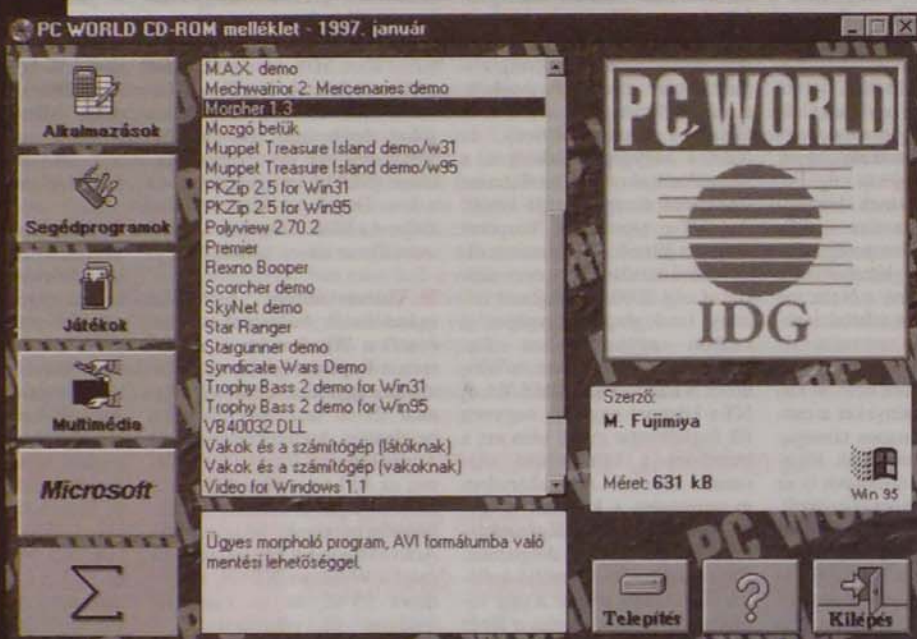 PC WORLD CD-ROM melléklet - 1997. január
Alkalmazások
Segédprogramok
Játékok
Multimédia
Microsoft
Σ
M.A.X. demo
Mechwarrior 2: Mercenaries demo
Morpher 1.3
Mozgó betűk
Muppet Treasure Island demo/w31
Muppet Treasure Island demo/w95
PKZip 2.5 for Win31
PKZip 2.5 for Win95
Polyview 2.70.2
Premier
Rexno Booper
Scorcher demo
SkyNet demo
Star Ranger
Stargunner demo
Syndicate Wars Demo
Trophy Bass 2 demo for Win31
Trophy Bass 2 demo for Win95
VB40032.DLL
Vakok és a számítógép (látóknak)
Vakok és a számítógép (vakoknak)
Video for Windows 1.1
Ügyes morpholó program, AVI formátumba való
mentési lehetőséggel.
PC WORLD
IDG
Szerző:
M. Fujimiya
Méret: 631 kB
Win 95
PC WO
Telepítés
?
Kilépés